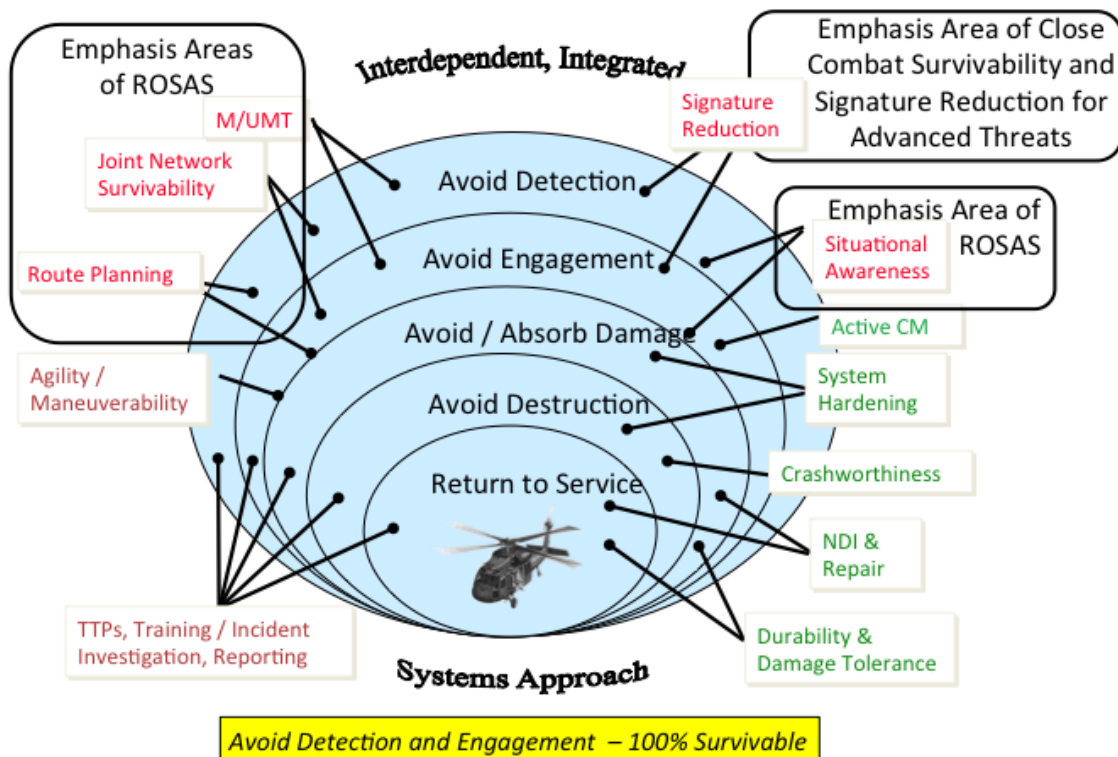 Emphasis Areas
of ROSAS
Interdependent, Integrated
Emphasis Area of Close
Combat Survivability and
Signature Reduction for
Advanced Threats
M/UMT
Signature
Reduction
Joint Network
Survivability
Avoid Detection
Emphasis Area of
ROSAS
Situational
Awareness
Route Planning
Avoid Engagement
Active CM
Avoid / Absorb Damage
Agility /
Maneuverability
System
Hardening
Avoid Destruction
Crashworthiness
Return to Service
NDI &
Repair
TTPs, Training / Incident
Investigation, Reporting
Durability &
Damage Tolerance
Systems Approach
Avoid Detection and Engagement – 100% Survivable